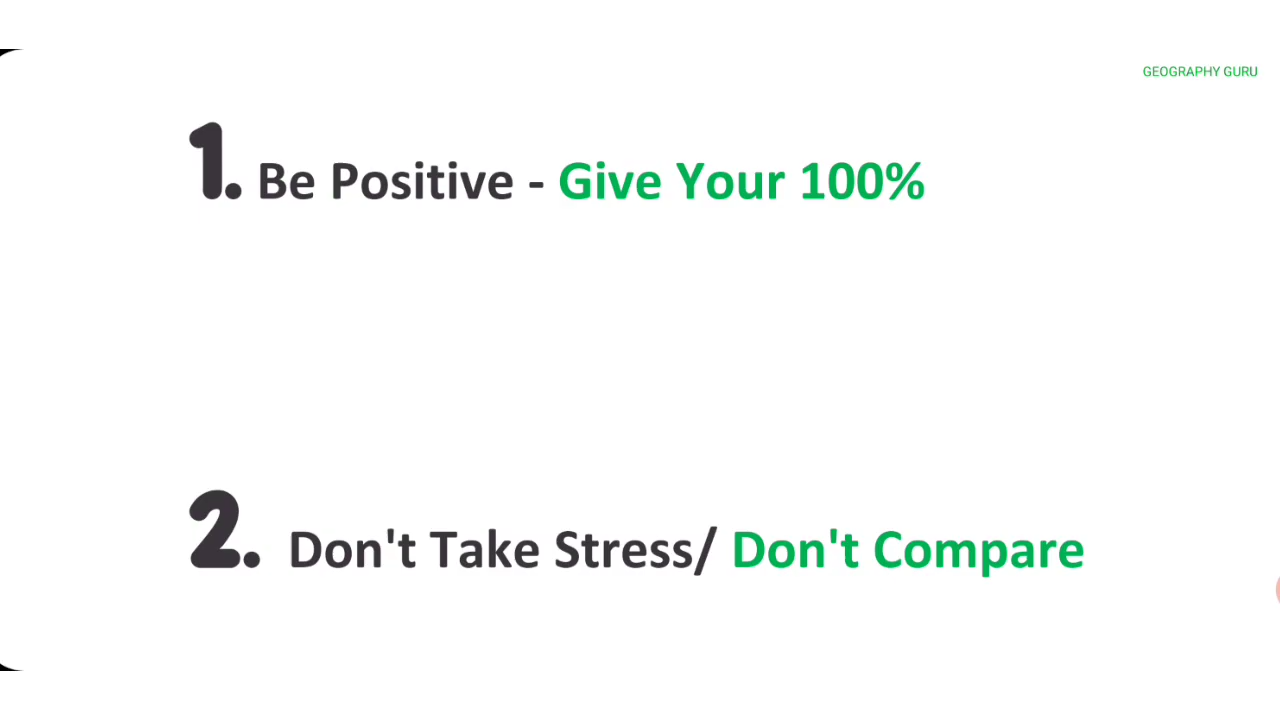 GEOGRAPHY GURU
1. Be Positive - Give Your 100%
2. Don't Take Stress/ Don't Compare